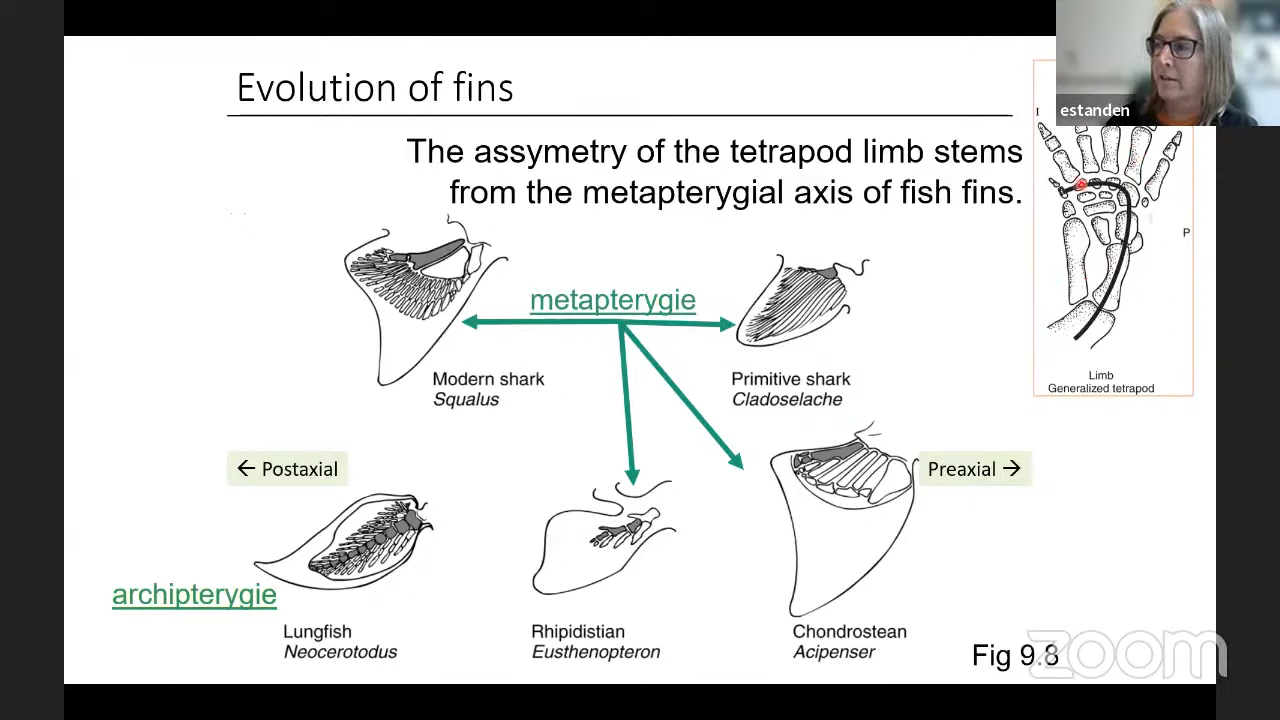 Evolution of fins
estanden
The assymetry of the tetrapod limb stems
from the metapterygial axis of fish fins.
I
P
metapterygie
Modern shark
Squalus
Primitive shark
Cladoselache
Limb
Generalized tetrapod
← Postaxial
Preaxial →
archipterygie
Lungfish
Neocerotodus
Rhipidistian
Eusthenopteron
Chondrostean
Acipenser
Fig 9.8
zoom